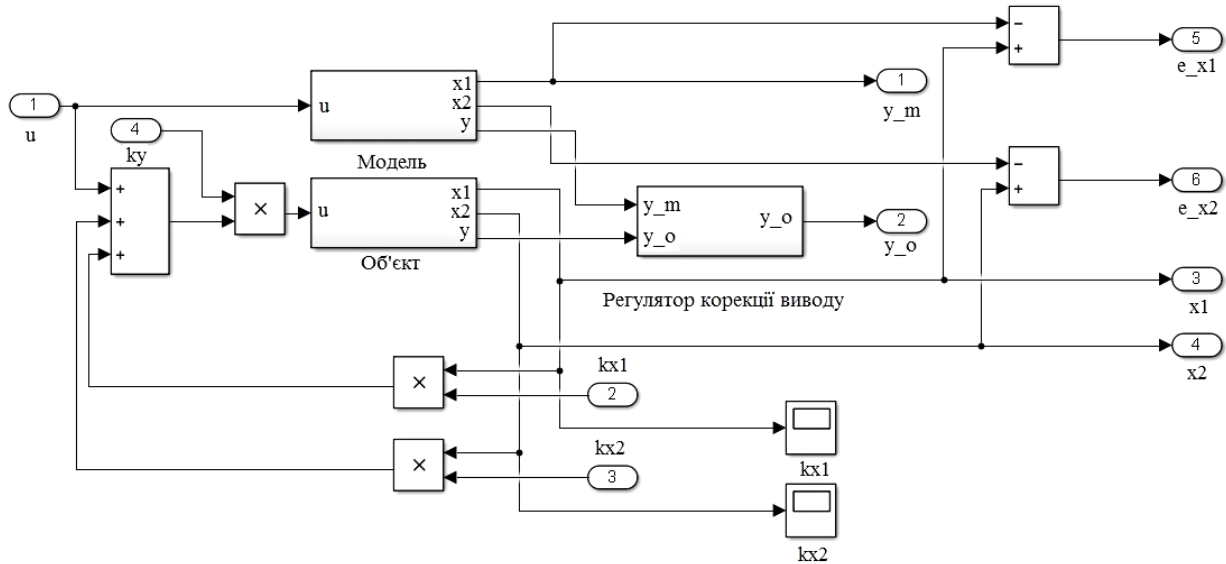 −
+
5
e_x1
1
u
x1
x2
y
u
1
y_m
4
ky
Модель
−
+
6
e_x2
+
+
+
×
u
x1
x2
y
y_m
y_o
y_o
2
y_o
Об'єкт
Регулятор корекції виводу
3
x1
4
x2
×
kx1
2
×
kx2
3
kx1
kx2